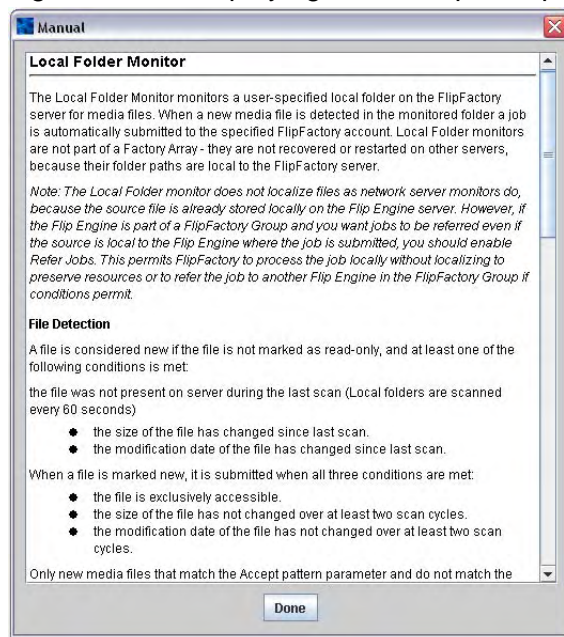 Manual
Local Folder Monitor
The Local Folder Monitor monitors a user-specified local folder on the FlipFactory
server for media files. When a new media file is detected in the monitored folder a job
is automatically submitted to the specified FlipFactory account. Local Folder monitors
are not part of a Factory Array - they are not recovered or restarted on other servers,
because their folder paths are local to the FlipFactory server.
Note: The Local Folder monitor does not localize files as network server monitors do,
because the source file is already stored locally on the Flip Engine server. However, if
the Flip Engine is part of a FlipFactory Group and you want jobs to be referred even if
the source is local to the Flip Engine where the job is submitted, you should enable
Refer Jobs. This permits FlipFactory to process the job locally without localizing to
preserve resources or to refer the job to another Flip Engine in the FlipFactory Group if
conditions permit.
File Detection
A file is considered new if the file is not marked as read-only, and at least one of the
following conditions is met:
the file was not present on server during the last scan (Local folders are scanned
every 60 seconds)
● the size of the file has changed since last scan.
● the modification date of the file has changed since last scan.
When a file is marked new, it is submitted when all three conditions are met:
● the file is exclusively accessible.
● the size of the file has not changed over at least two scan cycles.
● the modification date of the file has not changed over at least two scan
cycles.
Only new media files that match the Accept pattern parameter and do not match the
Done